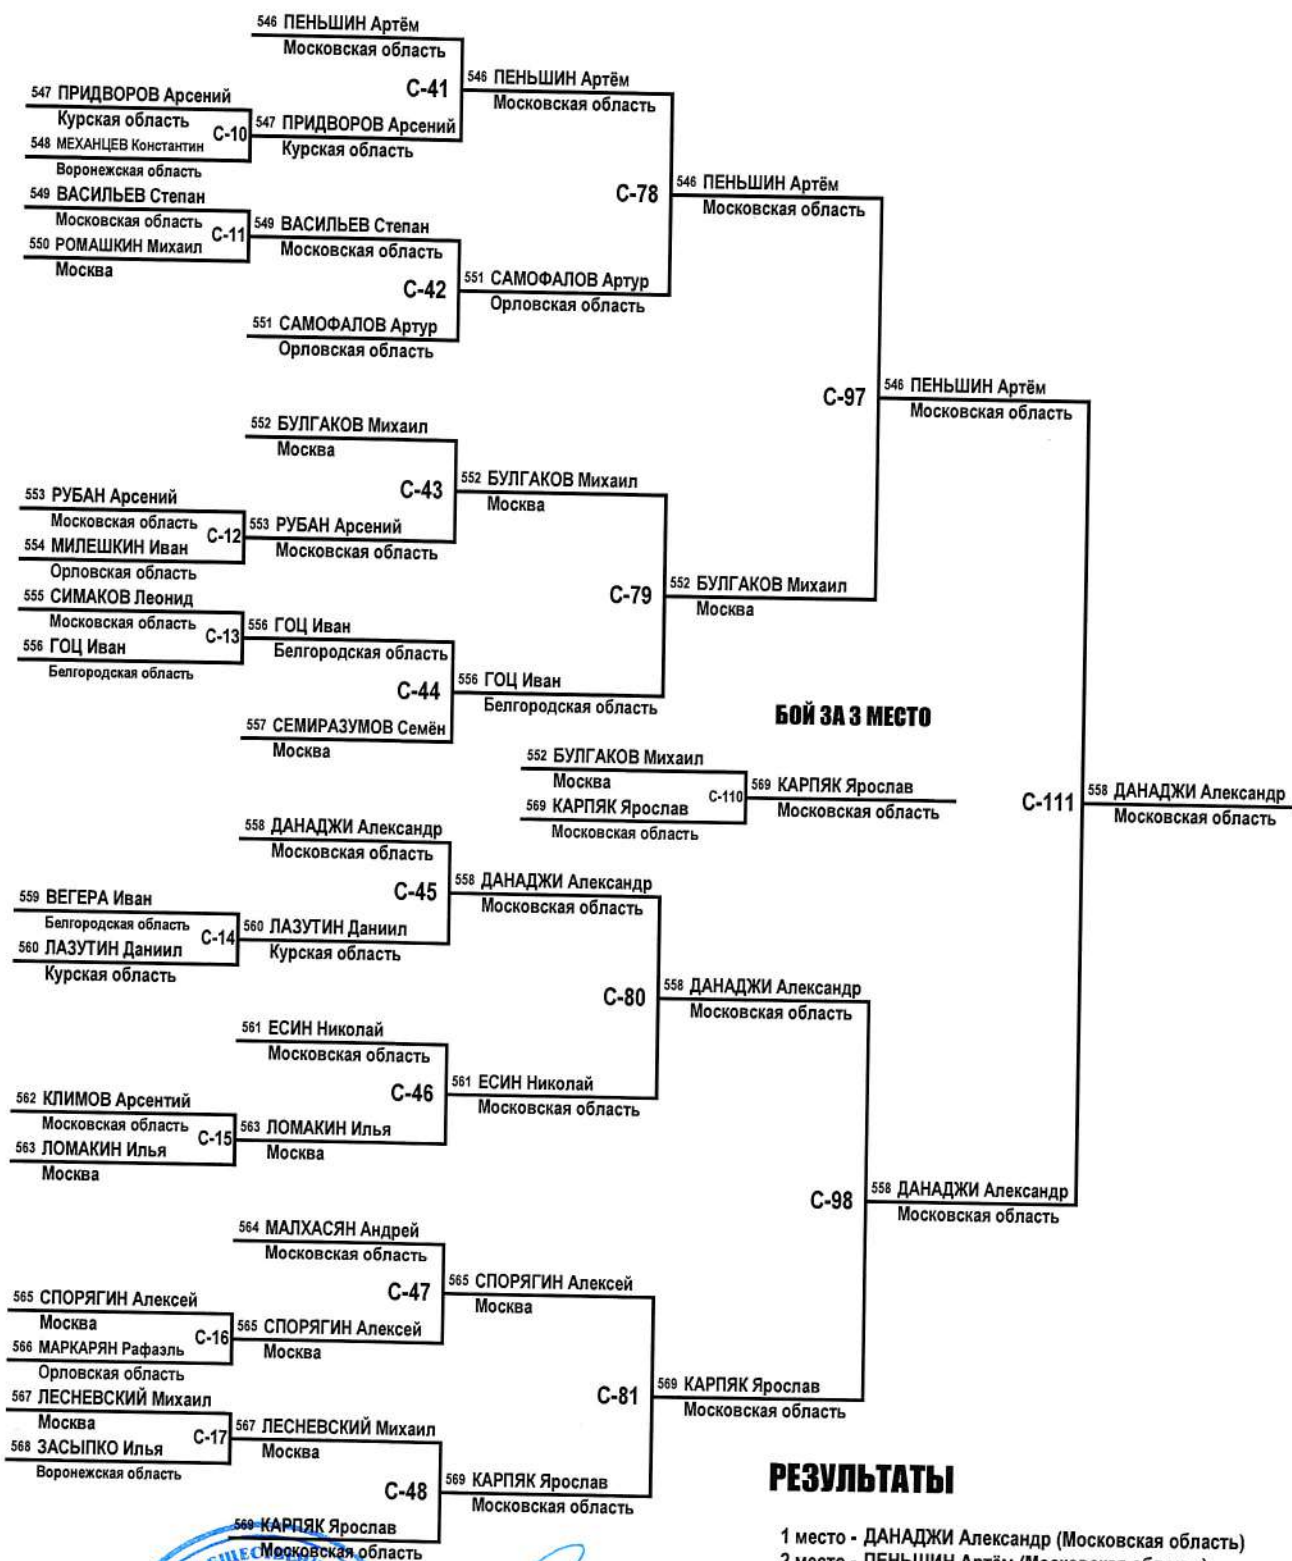 546 ПЕНЬШИН Артём
Московская область
С-41
546 ПЕНЬШИН Артём
Московская область
547 ПРИДВОРОВ Арсений
Курская область
С-10
547 ПРИДВОРОВ Арсений
Курская область
548 МЕХАНЦЕВ Константин
Воронежская область
С-78
546 ПЕНЬШИН Артём
Московская область
549 ВАСИЛЬЕВ Степан
Московская область
С-11
549 ВАСИЛЬЕВ Степан
Московская область
550 РОМАШКИН Михаил
Москва
С-42
551 САМОФАЛОВ Артур
Орловская область
551 САМОФАЛОВ Артур
Орловская область
С-97
546 ПЕНЬШИН Артём
Московская область
552 БУЛГАКОВ Михаил
Москва
С-43
552 БУЛГАКОВ Михаил
Москва
553 РУБАН Арсений
Московская область
С-12
553 РУБАН Арсений
Московская область
554 МИЛЕШКИН Иван
Орловская область
С-79
552 БУЛГАКОВ Михаил
Москва
555 СИМАКОВ Леонид
Московская область
С-13
556 ГОЦ Иван
Белгородская область
556 ГОЦ Иван
Белгородская область
С-44
556 ГОЦ Иван
Белгородская область
557 СЕМИРАЗУМОВ Семён
Москва
БОЙ ЗА 3 МЕСТО
552 БУЛГАКОВ Михаил
Москва
С-110
569 КАРПЯК Ярослав
Московская область
569 КАРПЯК Ярослав
Московская область
С-111
558 ДАНАДЖИ Александр
Московская область
558 ДАНАДЖИ Александр
Московская область
С-45
558 ДАНАДЖИ Александр
Московская область
559 ВЕГЕРА Иван
Белгородская область
С-14
560 ЛАЗУТИН Даниил
Курская область
560 ЛАЗУТИН Даниил
Курская область
С-80
558 ДАНАДЖИ Александр
Московская область
561 ЕСИН Николай
Московская область
С-46
561 ЕСИН Николай
Московская область
562 КЛИМОВ Арсентий
Московская область
С-15
563 ЛОМАКИН Илья
Москва
563 ЛОМАКИН Илья
Москва
С-98
558 ДАНАДЖИ Александр
Московская область
564 МАЛХАСЯН Андрей
Московская область
С-47
565 СПОРЯГИН Алексей
Москва
565 СПОРЯГИН Алексей
Москва
С-16
565 СПОРЯГИН Алексей
Москва
566 МАРКАРЯН Рафаэль
Орловская область
С-81
569 КАРПЯК Ярослав
Московская область
567 ЛЕСНЕВСКИЙ Михаил
Москва
С-17
567 ЛЕСНЕВСКИЙ Михаил
Москва
568 ЗАСЫПКО Илья
Воронежская область
С-48
569 КАРПЯК Ярослав
Московская область
569 КАРПЯК Ярослав
Московская область
РЕЗУЛЬТАТЫ
1 место - ДАНАДЖИ Александр (Московская область)
2 место - ПЕНЬШИН Артём (Московская область)